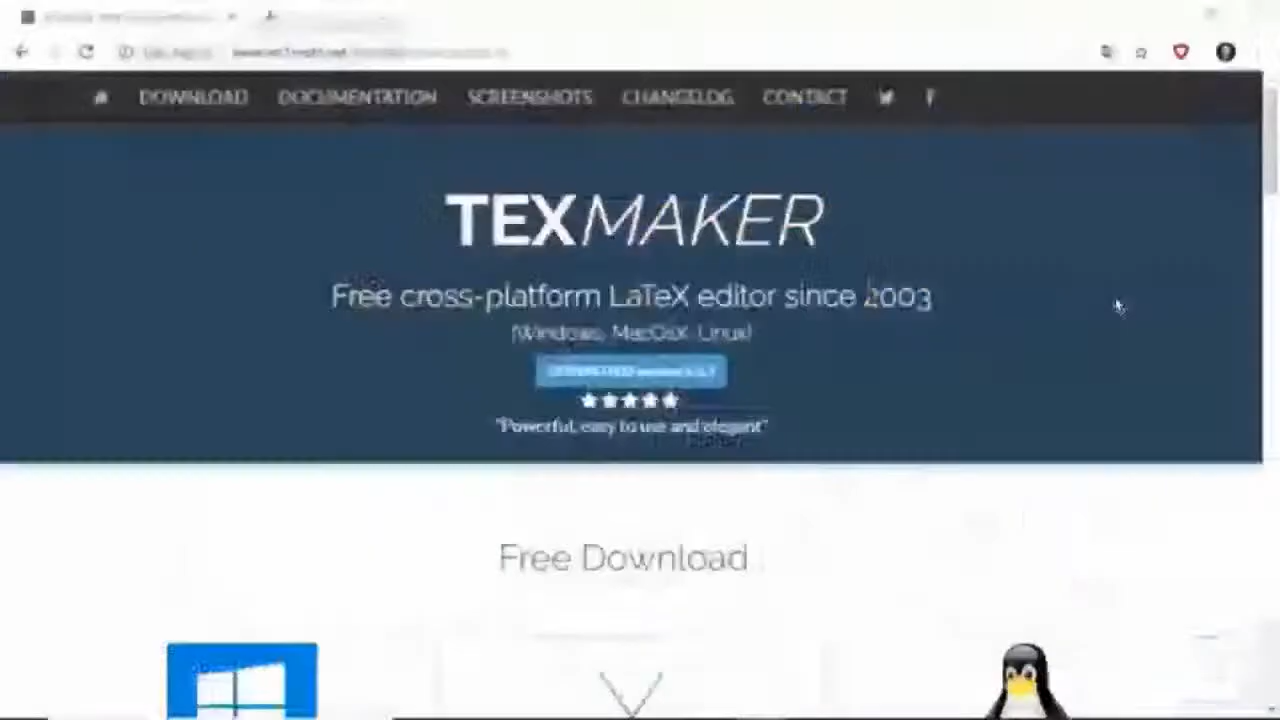 DOWNLOAD DOCUMENTATION SCREENSHOTS CHANGELOG CONTACT
TEXMAKER
Free cross-platform LaTeX editor since 2003
(Windows, MacOsX, Linux)
"Powerful, easy to use and elegant"
Free Download